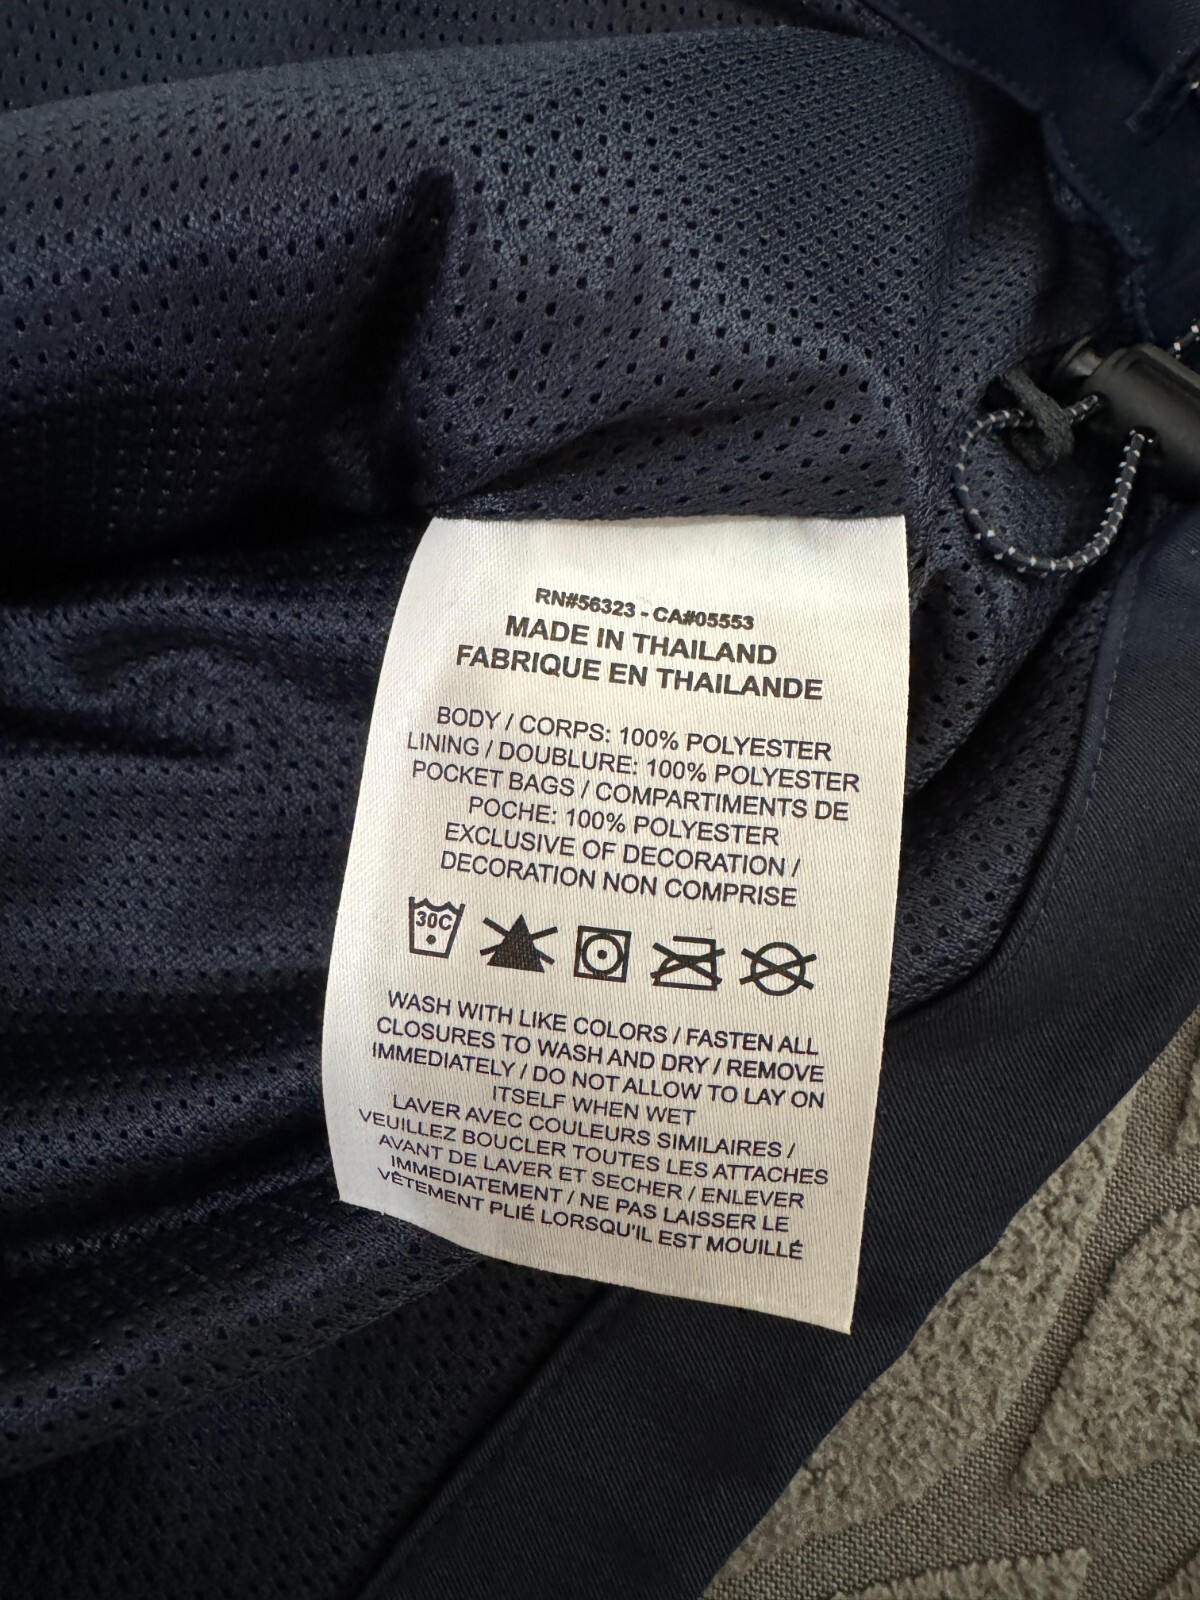 RN#56323 - CA#05553
MADE IN THAILAND
FABRIQUE EN THAILANDE
BODY / CORPS: 100% POLYESTER
LINING / DOUBLURE: 100% POLYESTER
POCKET BAGS / COMPARTIMENTS DE
POCHE: 100% POLYESTER
EXCLUSIVE OF DECORATION /
DECORATION NON COMPRISE
30C
WASH WITH LIKE COLORS / FASTEN ALL
CLOSURES TO WASH AND DRY / REMOVE
IMMEDIATELY / DO NOT ALLOW TO LAY ON
ITSELF WHEN WET
LAVER AVEC COULEURS SIMILAIRES /
VEUILLEZ BOUCLER TOUTES LES ATTACHES
AVANT DE LAVER ET SECHER / ENLEVER
IMMEDIATEMENT / NE PAS LAISSER LE
VÊTEMENT PLIÉ LORSQU'IL EST MOUILLÉ